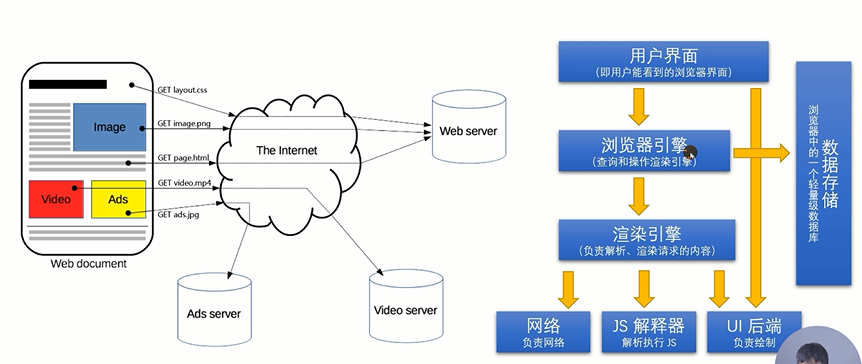 GET layout.css
Image
GET image.png
The Internet
Web server
GET page.html
GET video.mp4
Video
Ads
GET ads.jpg
Web document
Ads server
Video server
用户界面
(即用户能看到的浏览器界面)
浏览器引擎
(查询和操作渲染引擎)
渲染引擎
(负责解析、渲染请求的内容)
网络
负责网络
JS 解释器
解析执行 JS
UI 后端
负责绘制
数据存储
浏览器中的一个轻量级数据库